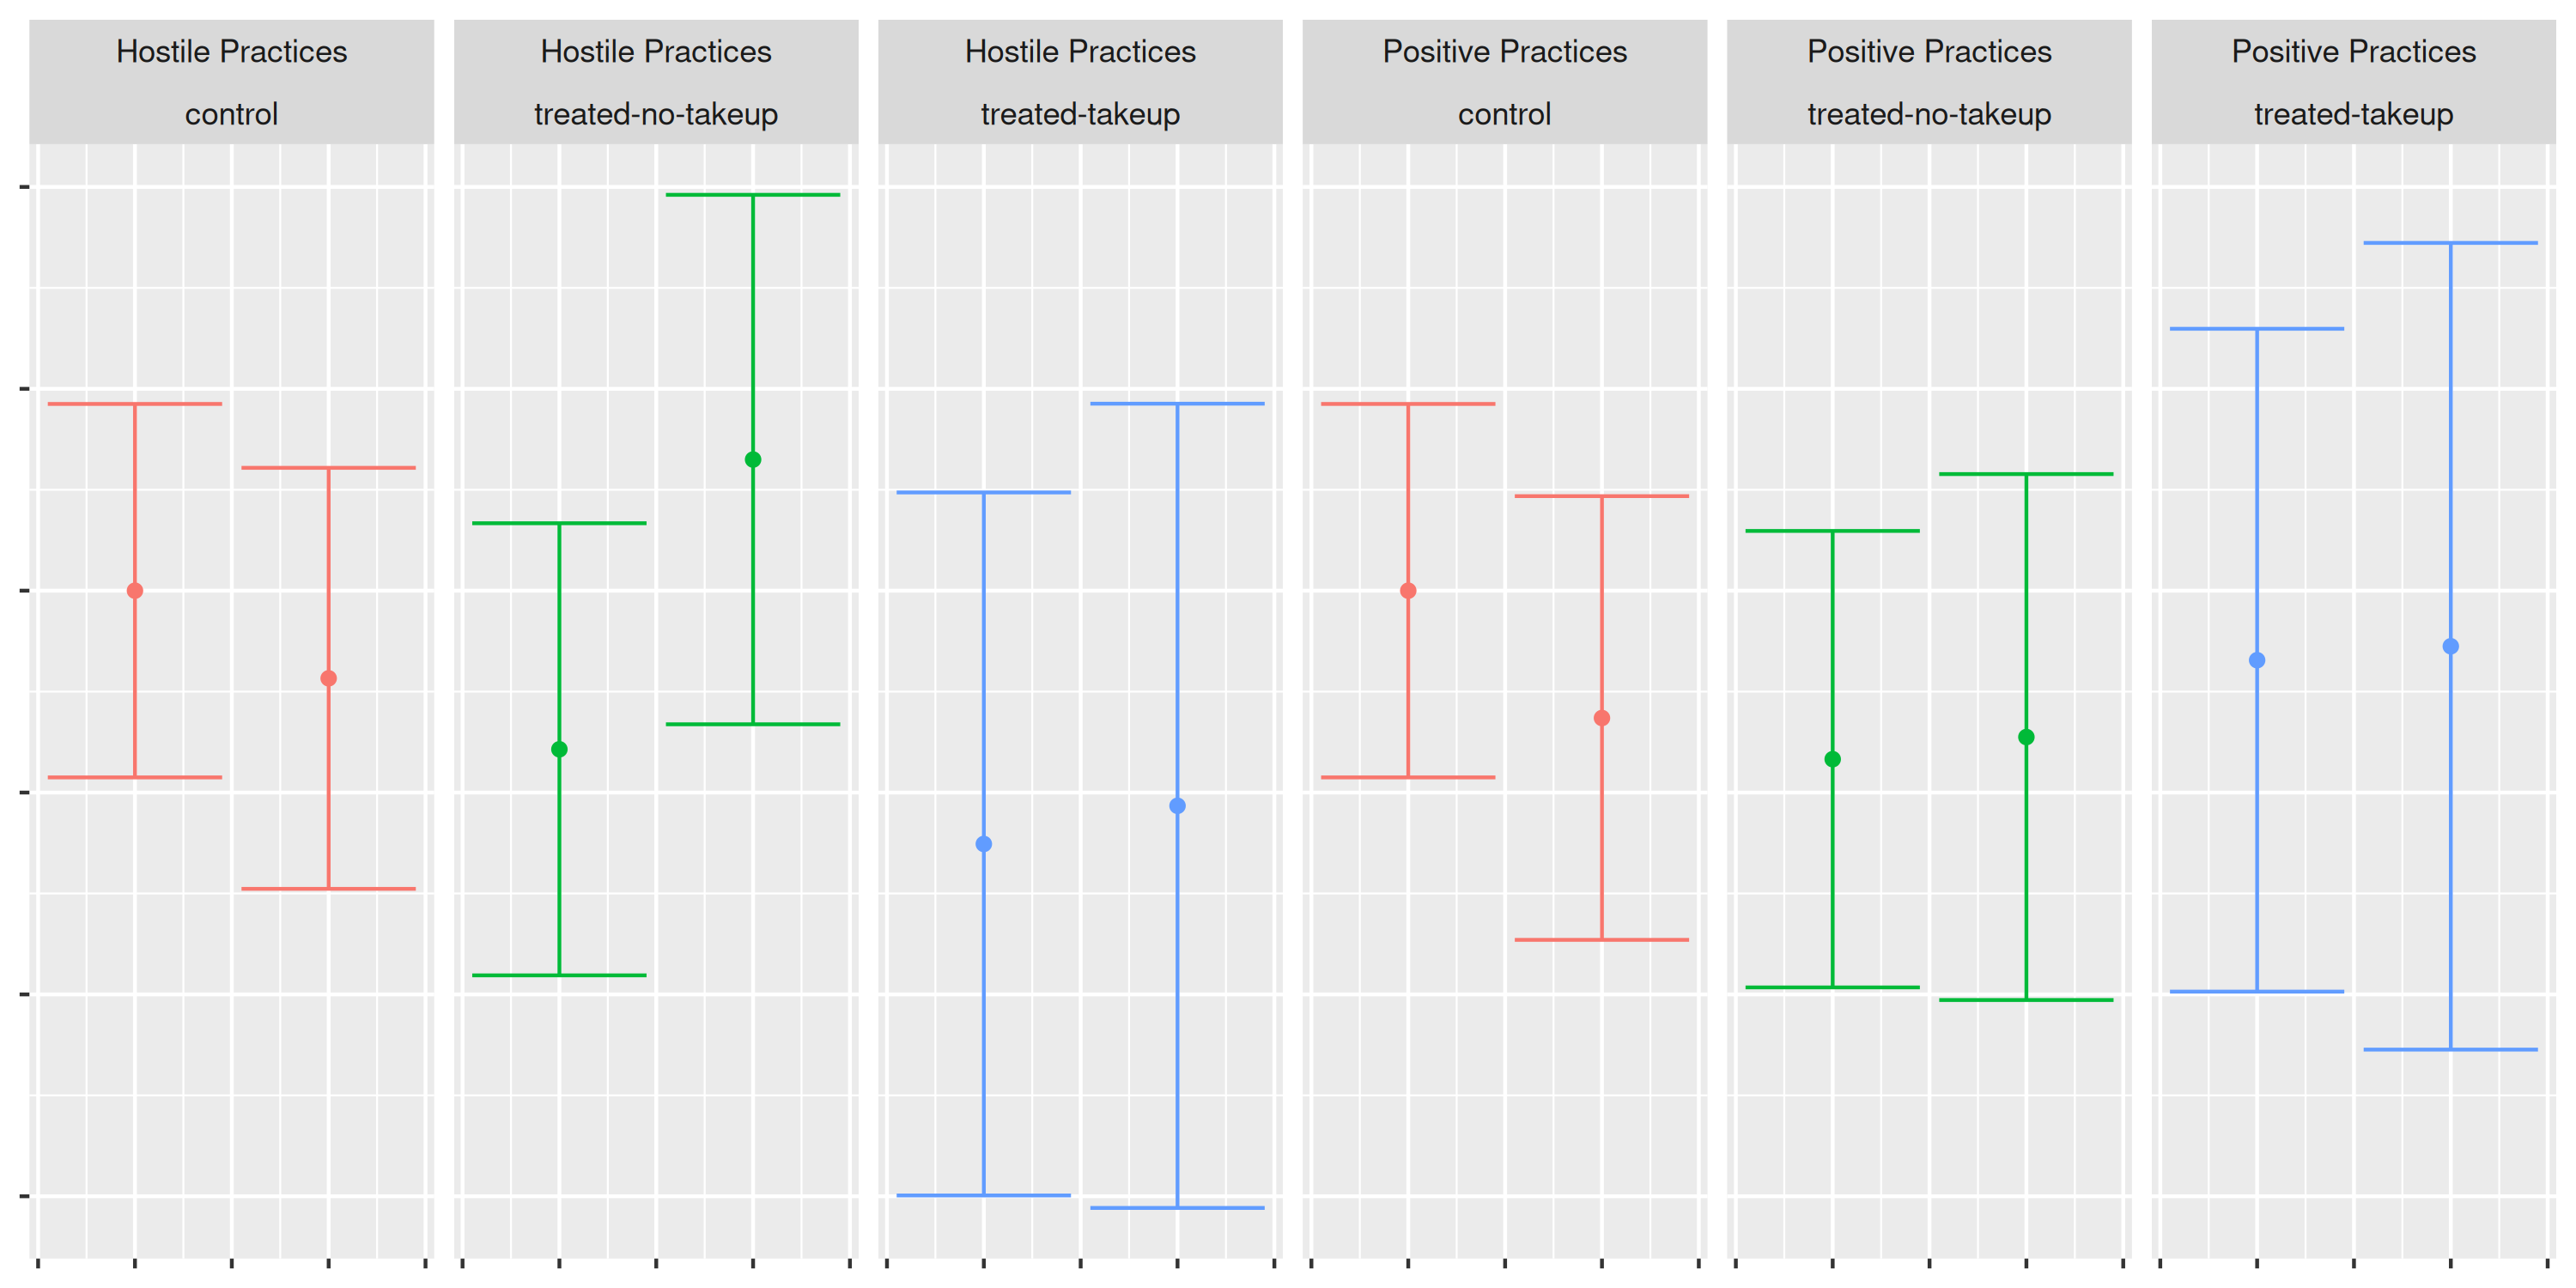 Hostile Practices
control
Hostile Practices
treated-no-takeup
Hostile Practices
treated-takeup
Positive Practices
control
Positive Practices
treated-no-takeup
Positive Practices
treated-takeup